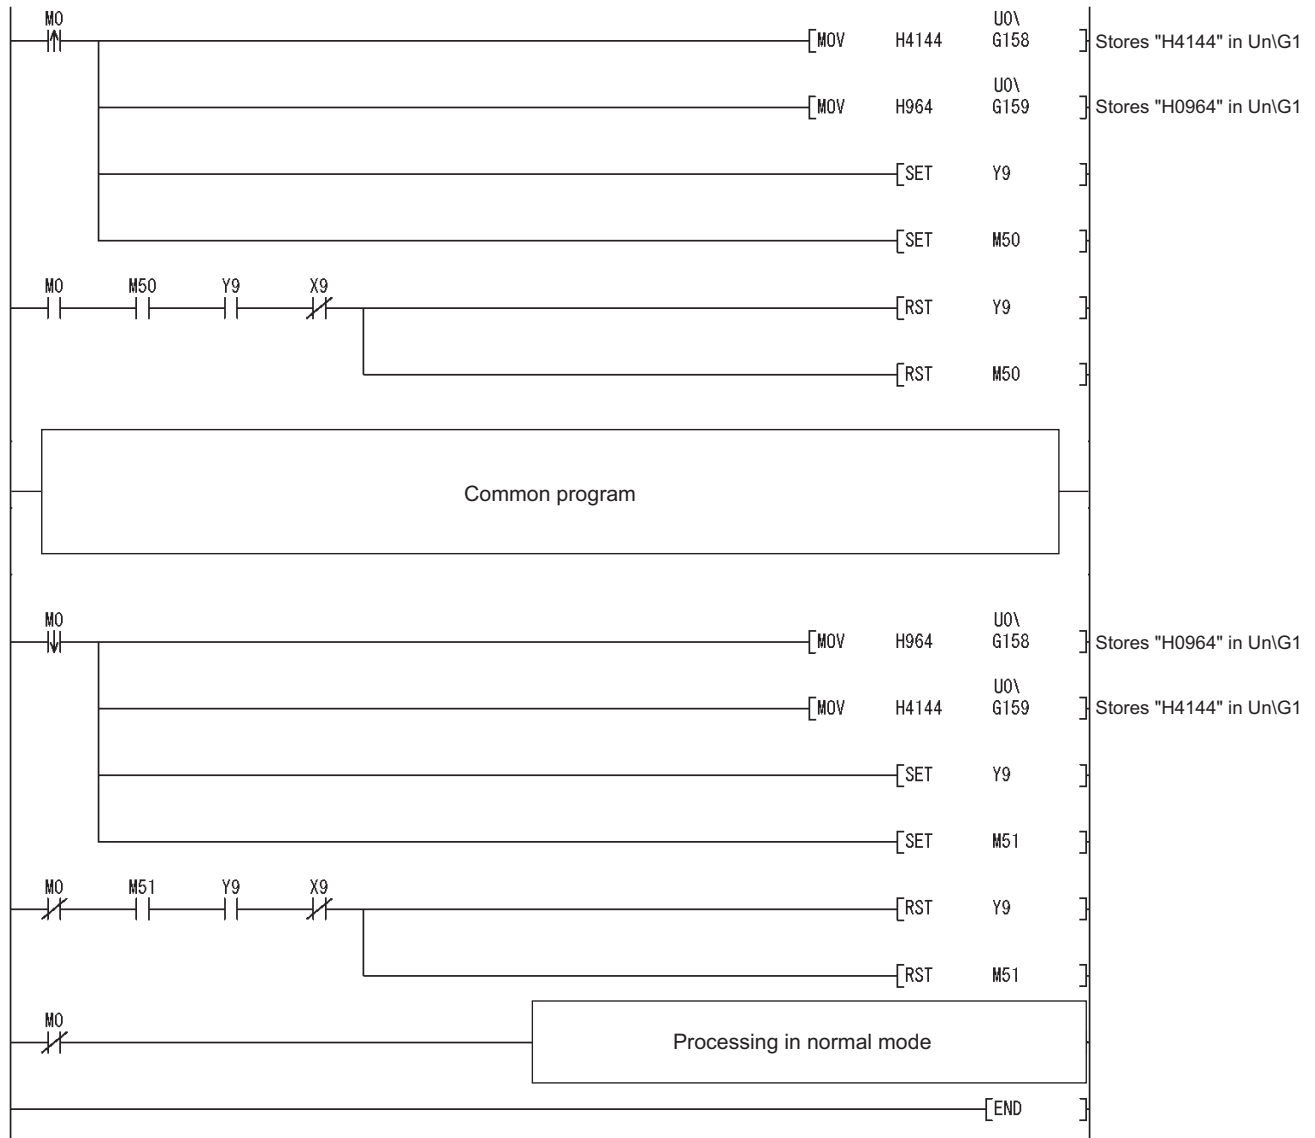 M0
U0\
[MOV H4144 G158 ] Stores "H4144" in Un\G1
U0\
[MOV H964 G159 ] Stores "H0964" in Un\G1
[SET Y9 ]
[SET M50 ]
M0 M50 Y9 X9
[RST Y9 ]
[RST M50 ]
Common program
M0
U0\
[MOV H964 G158 ] Stores "H0964" in Un\G1
U0\
[MOV H4144 G159 ] Stores "H4144" in Un\G1
[SET Y9 ]
[SET M51 ]
M0 M51 Y9 X9
[RST Y9 ]
[RST M51 ]
M0
Processing in normal mode
[END ]